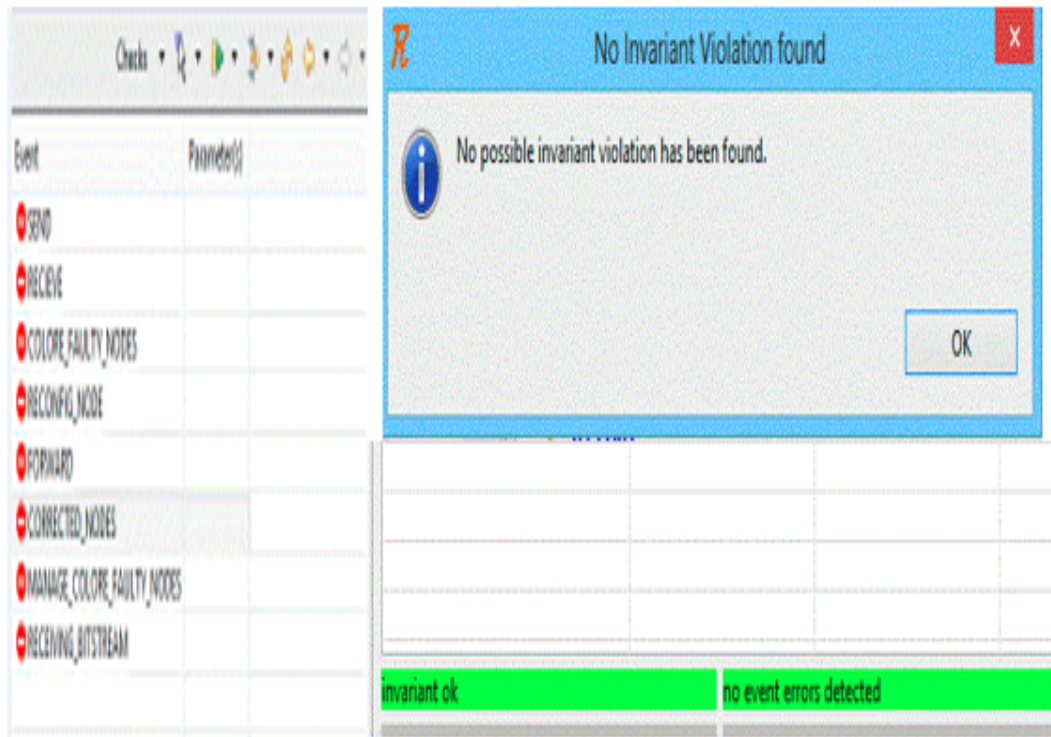 Checks
Event Parameter(s)
SEND
RECIEVE
COLORE_FAULTY_NODES
RECONFIG_NODE
FORWARD
CORRECTED_NODES
MANAGE_COLORE_FAULTY_NODES
RECEIVING_BITSTREAM
No Invariant Violation found
No possible invariant violation has been found.
OK
invariant ok
no event errors detected